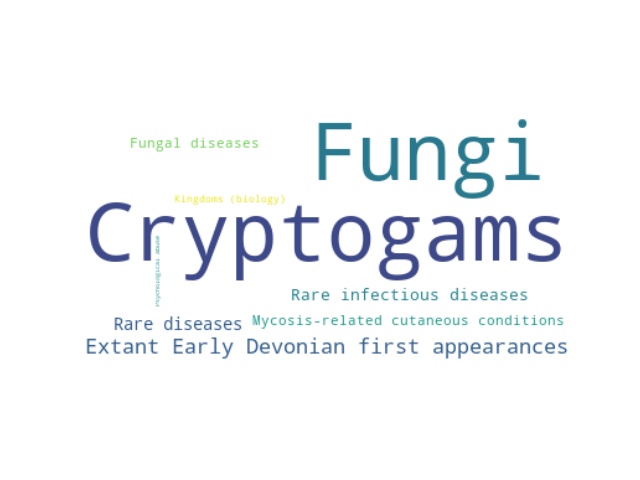 Fungi
Fungal diseases
Kingdoms (biology)
Cryptogams
Psychological abuse
Rare infectious diseases
Rare diseases
Mycosis-related cutaneous conditions
Extant Early Devonian first appearances